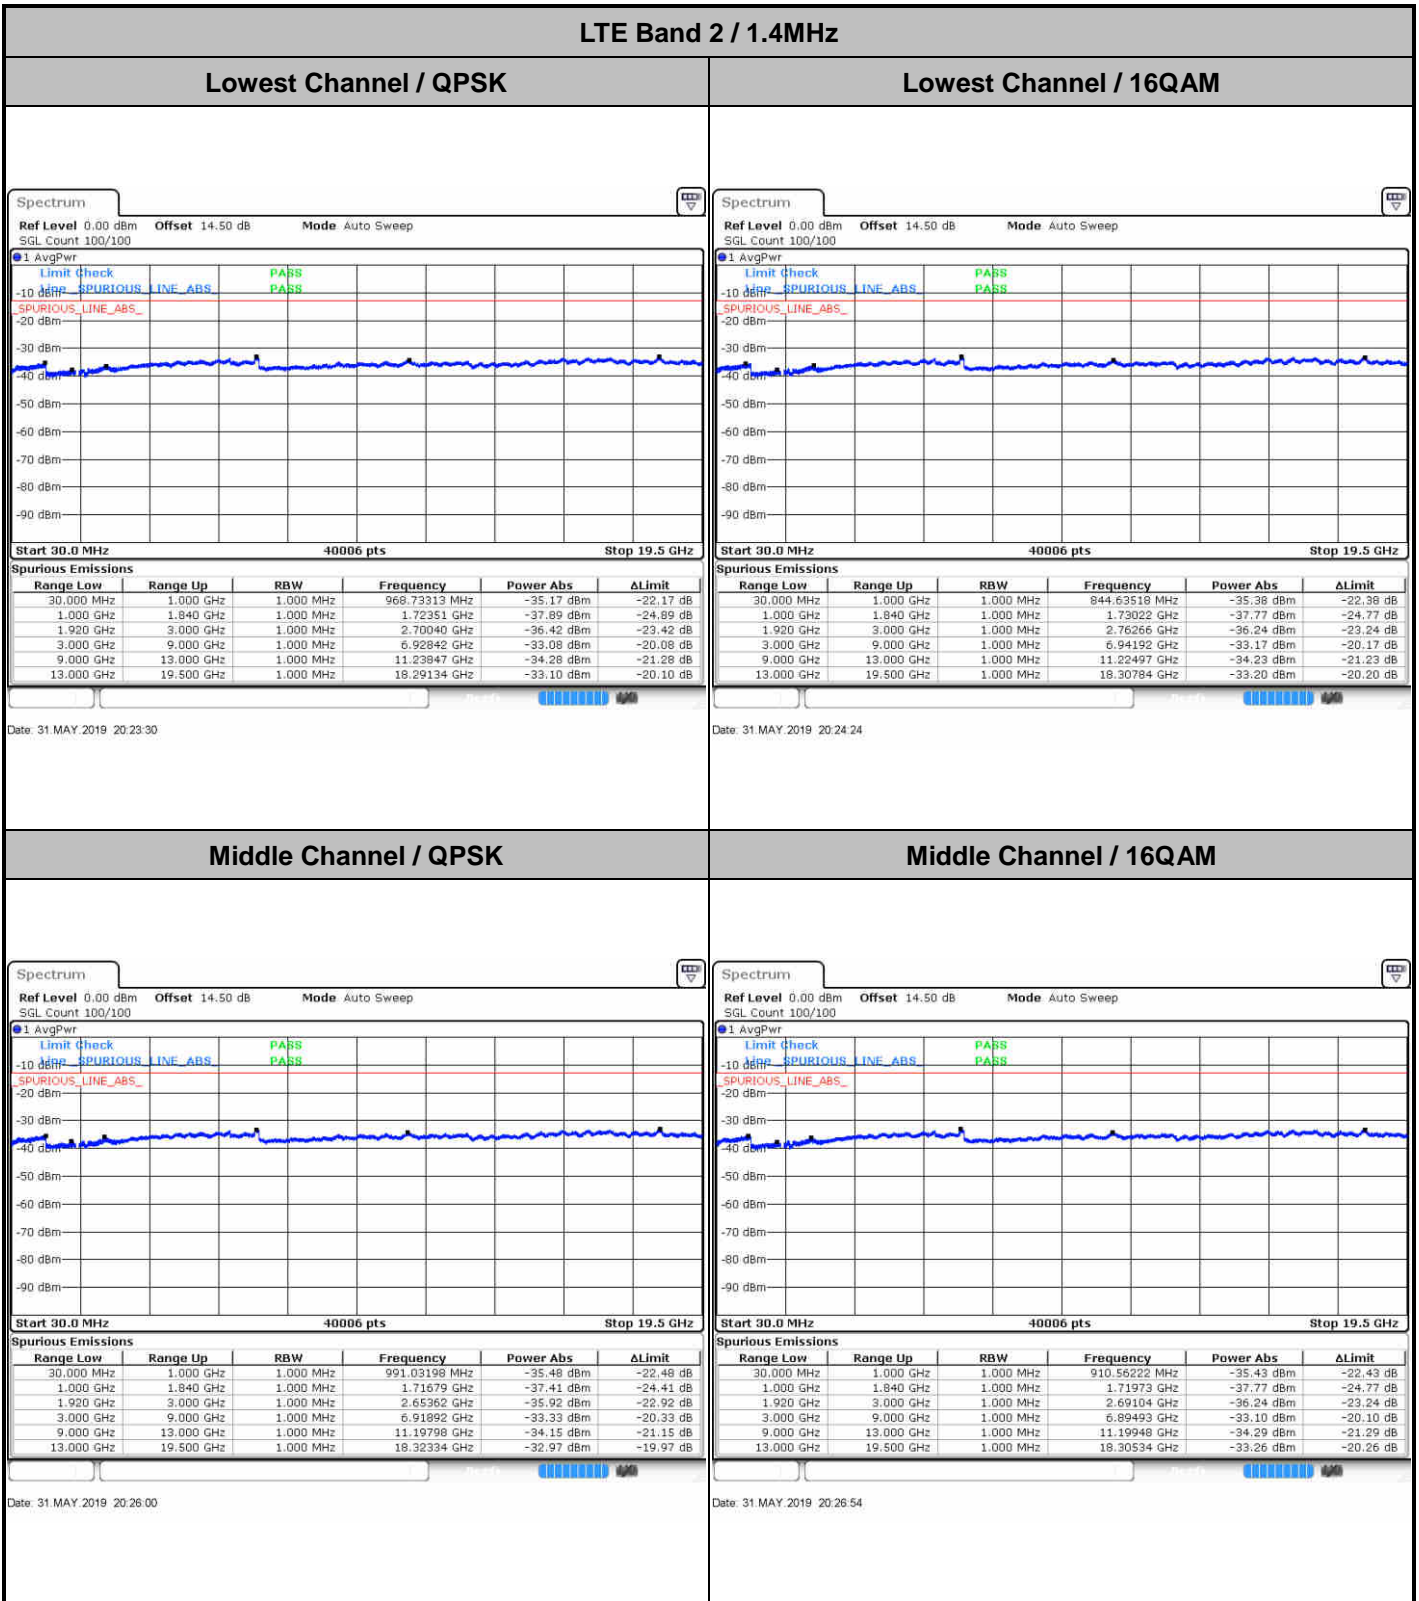 LTE Band 2 / 1.4MHz
Lowest Channel / QPSK
Lowest Channel / 16QAM
Spectrum
Ref Level 0.00 dBm Offset 14.50 dB Mode Auto Sweep
SGL Count 100/100
1 AvgPwr
Limit Check PASS
Line _SPURIOUS_LINE_ABS_ PASS
-10 dBm
_SPURIOUS_LINE_ABS_
-20 dBm
-30 dBm
-40 dBm
-50 dBm
-60 dBm
-70 dBm
-80 dBm
-90 dBm
Start 30.0 MHz 40006 pts Stop 19.5 GHz
Spurious Emissions
Range Low Range Up RBW Frequency Power Abs ΔLimit
30.000 MHz 1.000 GHz 1.000 MHz 968.73313 MHz -35.17 dBm -22.17 dB
1.000 GHz 1.840 GHz 1.000 MHz 1.72351 GHz -37.89 dBm -24.89 dB
1.920 GHz 3.000 GHz 1.000 MHz 2.70040 GHz -36.42 dBm -23.42 dB
3.000 GHz 9.000 GHz 1.000 MHz 6.92842 GHz -33.08 dBm -20.08 dB
9.000 GHz 13.000 GHz 1.000 MHz 11.23847 GHz -34.28 dBm -21.28 dB
13.000 GHz 19.500 GHz 1.000 MHz 18.29134 GHz -33.10 dBm -20.10 dB
Date: 31.MAY.2019 20:23:30
Spectrum
Ref Level 0.00 dBm Offset 14.50 dB Mode Auto Sweep
SGL Count 100/100
1 AvgPwr
Limit Check PASS
Line _SPURIOUS_LINE_ABS_ PASS
-10 dBm
_SPURIOUS_LINE_ABS_
-20 dBm
-30 dBm
-40 dBm
-50 dBm
-60 dBm
-70 dBm
-80 dBm
-90 dBm
Start 30.0 MHz 40006 pts Stop 19.5 GHz
Spurious Emissions
Range Low Range Up RBW Frequency Power Abs ΔLimit
30.000 MHz 1.000 GHz 1.000 MHz 844.63518 MHz -35.38 dBm -22.38 dB
1.000 GHz 1.840 GHz 1.000 MHz 1.73022 GHz -37.77 dBm -24.77 dB
1.920 GHz 3.000 GHz 1.000 MHz 2.76266 GHz -36.24 dBm -23.24 dB
3.000 GHz 9.000 GHz 1.000 MHz 6.94192 GHz -33.17 dBm -20.17 dB
9.000 GHz 13.000 GHz 1.000 MHz 11.22497 GHz -34.23 dBm -21.23 dB
13.000 GHz 19.500 GHz 1.000 MHz 18.30784 GHz -33.20 dBm -20.20 dB
Date: 31.MAY.2019 20:24:24
Middle Channel / QPSK
Middle Channel / 16QAM
Spectrum
Ref Level 0.00 dBm Offset 14.50 dB Mode Auto Sweep
SGL Count 100/100
1 AvgPwr
Limit Check PASS
Line _SPURIOUS_LINE_ABS_ PASS
-10 dBm
_SPURIOUS_LINE_ABS_
-20 dBm
-30 dBm
-40 dBm
-50 dBm
-60 dBm
-70 dBm
-80 dBm
-90 dBm
Start 30.0 MHz 40006 pts Stop 19.5 GHz
Spurious Emissions
Range Low Range Up RBW Frequency Power Abs ΔLimit
30.000 MHz 1.000 GHz 1.000 MHz 991.03198 MHz -35.48 dBm -22.48 dB
1.000 GHz 1.840 GHz 1.000 MHz 1.71679 GHz -37.41 dBm -24.41 dB
1.920 GHz 3.000 GHz 1.000 MHz 2.65362 GHz -35.92 dBm -22.92 dB
3.000 GHz 9.000 GHz 1.000 MHz 6.91892 GHz -33.33 dBm -20.33 dB
9.000 GHz 13.000 GHz 1.000 MHz 11.19798 GHz -34.15 dBm -21.15 dB
13.000 GHz 19.500 GHz 1.000 MHz 18.32334 GHz -32.97 dBm -19.97 dB
Date: 31.MAY.2019 20:26:00
Spectrum
Ref Level 0.00 dBm Offset 14.50 dB Mode Auto Sweep
SGL Count 100/100
1 AvgPwr
Limit Check PASS
Line _SPURIOUS_LINE_ABS_ PASS
-10 dBm
_SPURIOUS_LINE_ABS_
-20 dBm
-30 dBm
-40 dBm
-50 dBm
-60 dBm
-70 dBm
-80 dBm
-90 dBm
Start 30.0 MHz 40006 pts Stop 19.5 GHz
Spurious Emissions
Range Low Range Up RBW Frequency Power Abs ΔLimit
30.000 MHz 1.000 GHz 1.000 MHz 910.56222 MHz -35.43 dBm -22.43 dB
1.000 GHz 1.840 GHz 1.000 MHz 1.71973 GHz -37.77 dBm -24.77 dB
1.920 GHz 3.000 GHz 1.000 MHz 2.69104 GHz -36.24 dBm -23.24 dB
3.000 GHz 9.000 GHz 1.000 MHz 6.89493 GHz -33.10 dBm -20.10 dB
9.000 GHz 13.000 GHz 1.000 MHz 11.19948 GHz -34.29 dBm -21.29 dB
13.000 GHz 19.500 GHz 1.000 MHz 18.30534 GHz -33.26 dBm -20.26 dB
Date: 31.MAY.2019 20:26:54